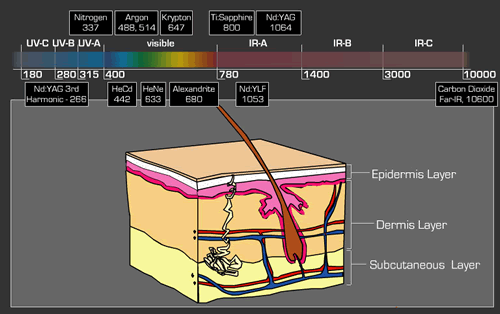 Nitrogen
337
Argon
488, 514
Krypton
647
Ti:Sapphire
800
Nd:YAG
1064
UV-C UV-B UV-A visible IR-A IR-B IR-C
180 280 315 400 780 1400 3000 10000
Nd:YAG 3rd
Harmonic - 266
HeCd
442
HeNe
633
Alexandrite
680
Nd:YLF
1053
Carbon Dioxide
Far-IR, 10600
Epidermis Layer
Dermis Layer
Subcutaneous Layer